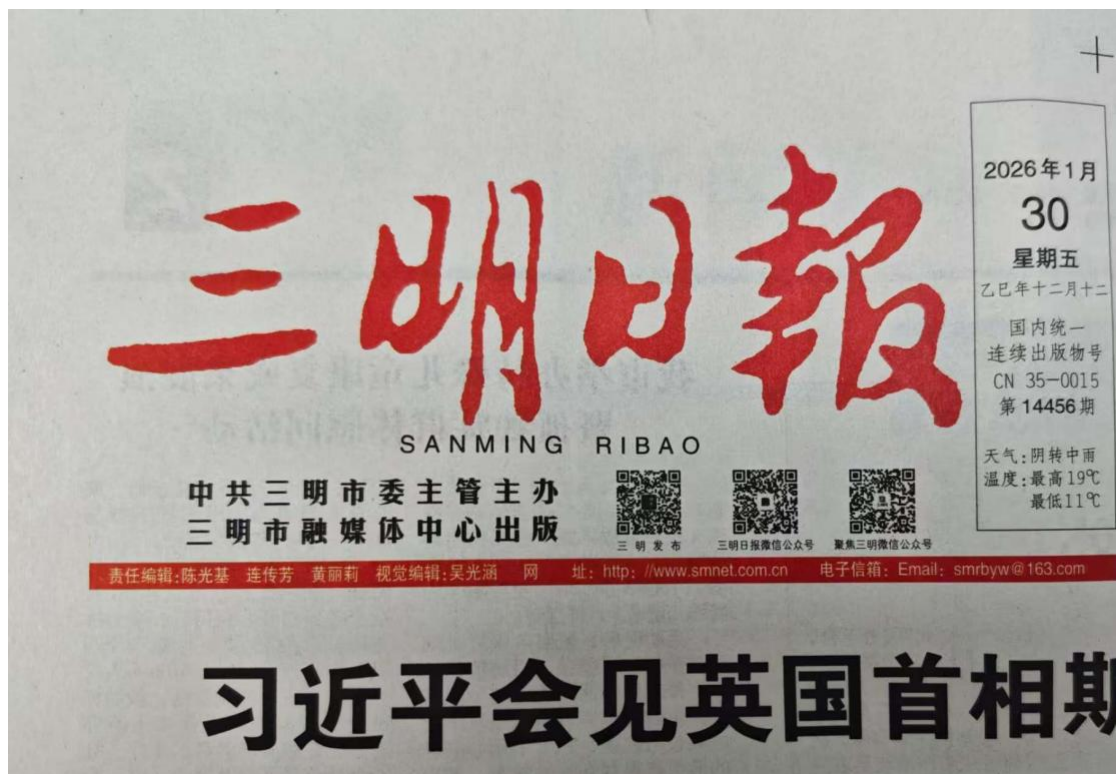 三明日報
SANMING RIBAO
中共三明市委主管主办
三明市融媒体中心出版
三明发布
三明日报微信公众号
聚焦三明微信公众号
2026年1月
30
星期五
乙巳年十二月十二
国内统一
连续出版物号
CN 35-0015
第14456期
天气:阴转中雨
温度:最高19℃
最低11℃
责任编辑:陈光基 连传芳 黄丽莉 视觉编辑:吴光涵 网 址: http: //www.smnet.com.cn 电子信箱: Email: smrbyw@163.com
习近平会见英国首相